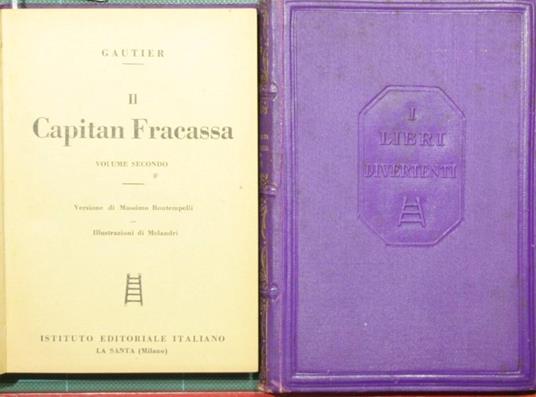 GAUTIER
Il
Capitan Fracassa
VOLUME SECONDO
Versione di Massimo Bontempelli
Illustrazioni di Melandri
ISTITUTO EDITORIALE ITALIANO
LA SANTA (Milano)
I
LIBRI
DIVERTENTI